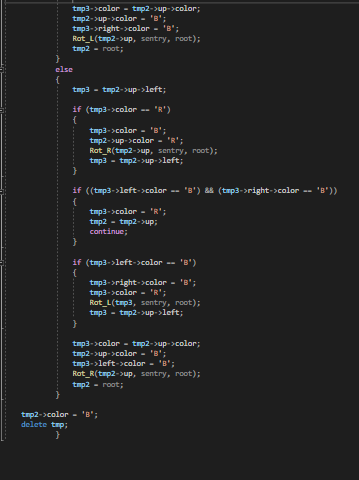 tmp3->color = tmp2->up->color;
tmp2->up->color = 'B';
tmp3->right->color = 'B';
Rot_L(tmp2->up, sentry, root);
tmp2 = root;
}
else
{
tmp3 = tmp2->up->left;
if (tmp3->color == 'R')
{
tmp3->color = 'B';
tmp2->up->color = 'R';
Rot_R(tmp2->up, sentry, root);
tmp3 = tmp2->up->left;
}
if ((tmp3->left->color == 'B') && (tmp3->right->color == 'B'))
{
tmp3->color = 'R';
tmp2 = tmp2->up;
continue;
}
if (tmp3->left->color == 'B')
{
tmp3->right->color = 'B';
tmp3->color = 'R';
Rot_L(tmp3, sentry, root);
tmp3 = tmp2->up->left;
}
tmp3->color = tmp2->up->color;
tmp2->up->color = 'B';
tmp3->left->color = 'B';
Rot_R(tmp2->up, sentry, root);
tmp2 = root;
}
tmp2->color = 'B';
delete tmp;
}